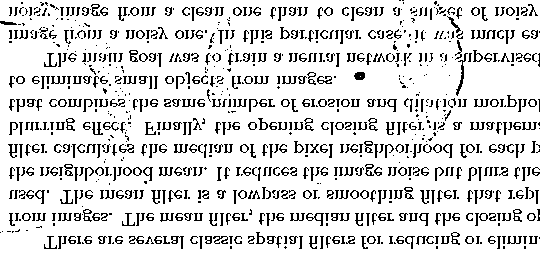 There are several classic spatial filters for reducing or elimin
from images. The mean filter, the median filter and the closing op
used. The mean filter is a lowpass or smoothing filter that repl
the neighborhood mean. It reduces the image noise but blurs the
filter calculates the median of the pixel neighborhood for each p
blurring effect. Finally, the opening closing filter is a mathema
that combines the same number of erosion and dilation morphol
to eliminate small objects from images.
The main goal was to train a neural network in a supervised
image from a noisy one. In this particular case, it was much ea
noisy image from a clean one than to clean a subset of noisy